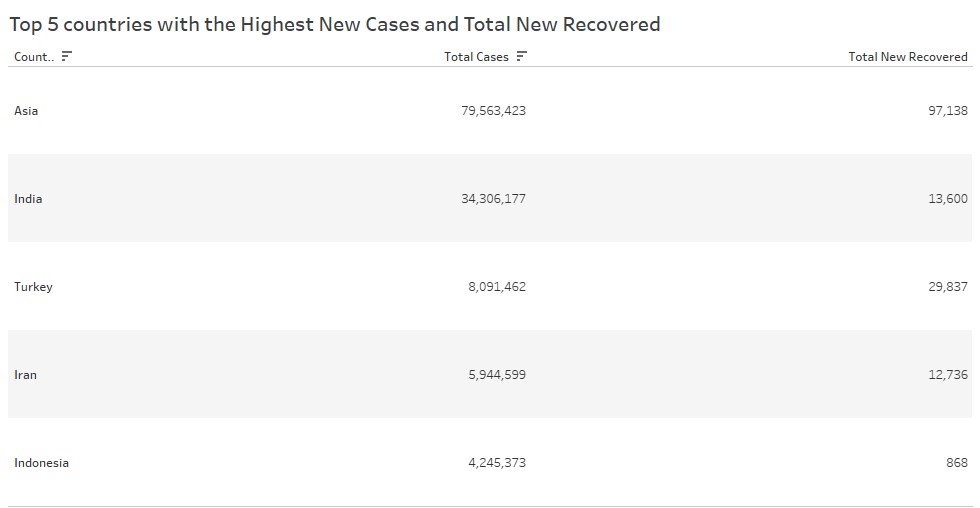 Top 5 countries with the Highest New Cases and Total New Recovered
Count.. Total Cases Total New Recovered
Asia 79,563,423 97,138
India 34,306,177 13,600
Turkey 8,091,462 29,837
Iran 5,944,599 12,736
Indonesia 4,245,373 868